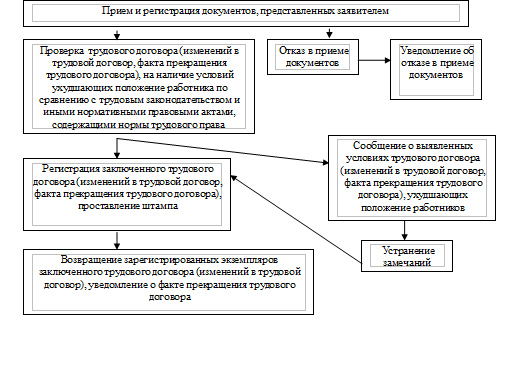 Прием и регистрация документов, представленных заявителем
Проверка трудового договора (изменений в
трудовой договор, факта прекращения
трудового договора), на наличие условий
ухудшающих положение работника по
сравнению с трудовым законодательством и
иными нормативными правовыми актами,
содержащими нормы трудового права
Отказ в приеме
документов
Уведомление об
отказе в приеме
документов
Сообщение о выявленных
условиях трудового договора
(изменений в трудовой договор,
факта прекращения трудового
договора), ухудшающих
положение работников
Регистрация заключенного трудового
договора (изменений в трудовой договор,
факта прекращения трудового договора),
проставление штампа
Устранение
замечаний
Возвращение зарегистрированных экземпляров
заключенного трудового договора (изменений в трудовой
договор), уведомление о факте прекращения трудового
договора